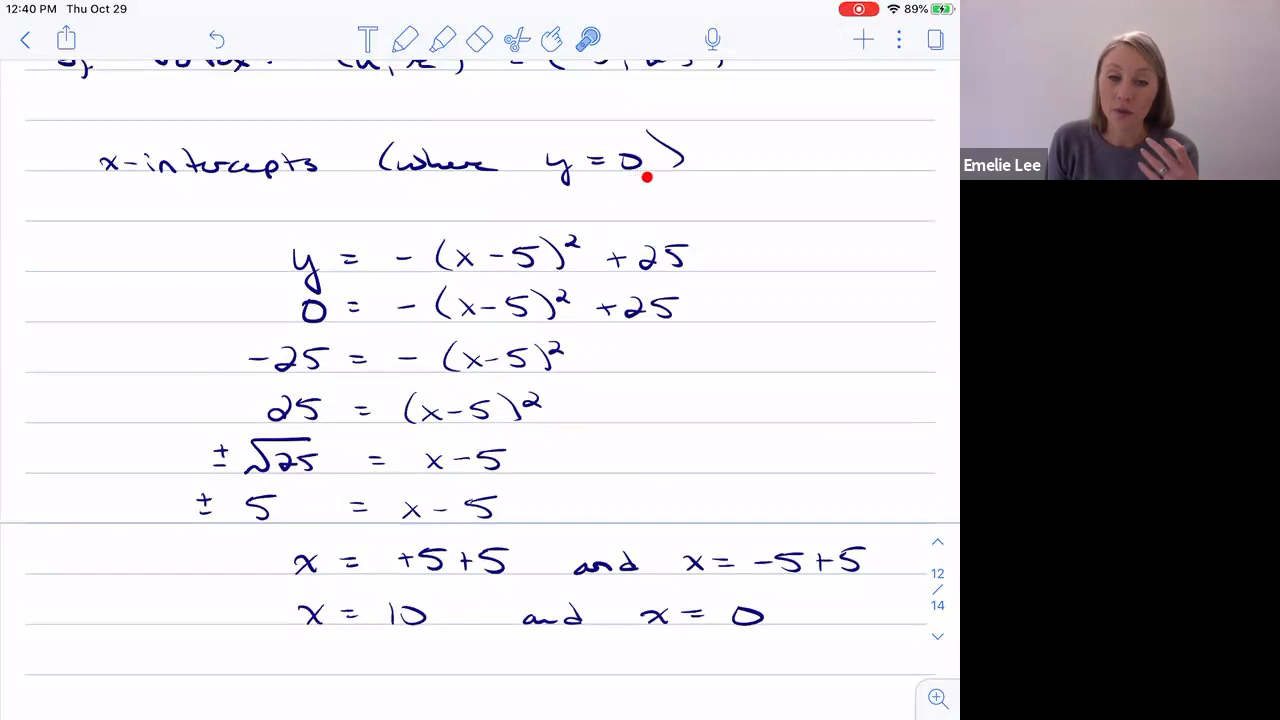 12:40 PM Thu Oct 29
89%
x-intercepts (where y = 0)
y = - (x - 5)² + 25
0 = - (x - 5)² + 25
-25 = - (x - 5)²
25 = (x - 5)²
± √25 = x - 5
± 5 = x - 5
x = +5 + 5 and x = -5 + 5
x = 10 and x = 0
12
/
14
Emelie Lee